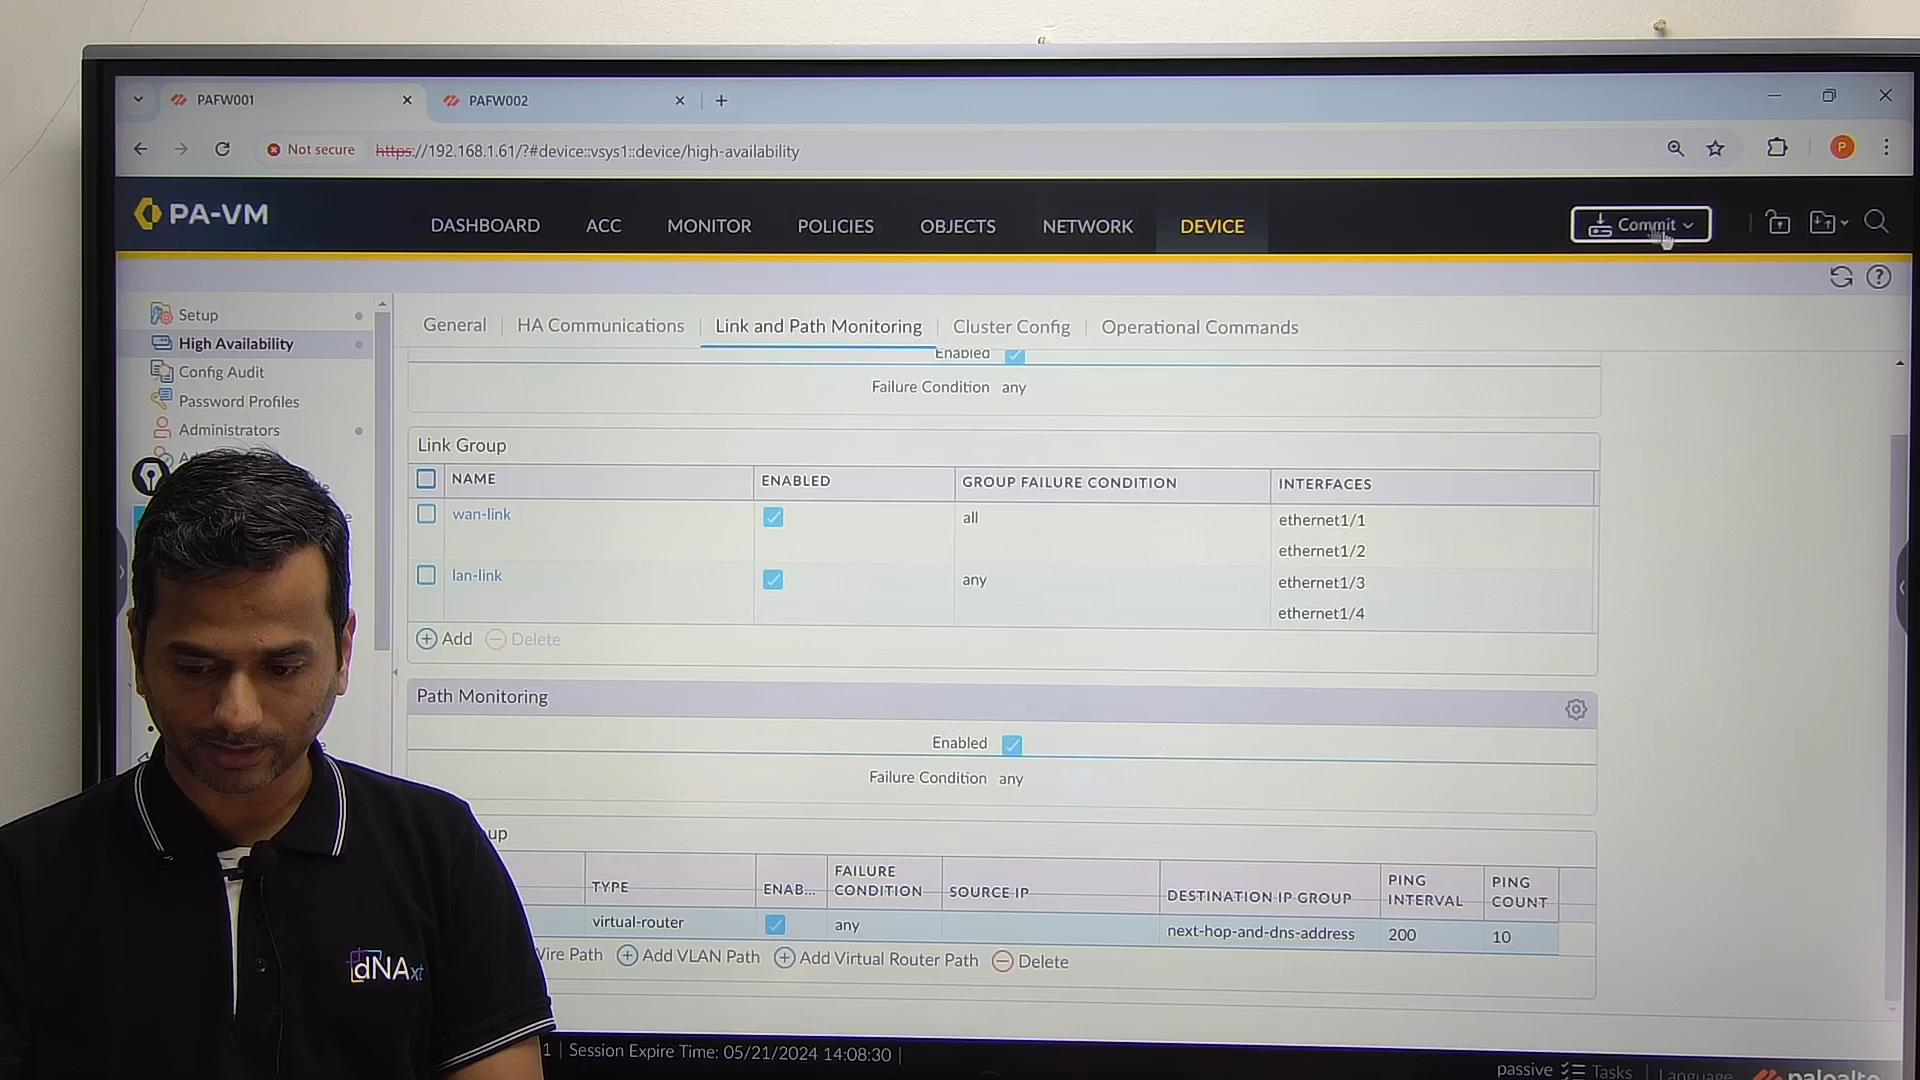 PAFW001
PAFW002
Not secure
https://192.168.1.61/?#device::vsys1::device/high-availability
P
PA-VM
DASHBOARD
ACC
MONITOR
POLICIES
OBJECTS
NETWORK
DEVICE
Commit
Setup
High Availability
Config Audit
Password Profiles
Administrators
General
HA Communications
Link and Path Monitoring
Cluster Config
Operational Commands
Enabled
Failure Condition any
Link Group
NAME ENABLED GROUP FAILURE CONDITION INTERFACES
wan-link all ethernet1/1
ethernet1/2
lan-link any ethernet1/3
ethernet1/4
Add Delete
Path Monitoring
Enabled
Failure Condition any
up
TYPE ENAB... FAILURE CONDITION SOURCE IP DESTINATION IP GROUP PING INTERVAL PING COUNT
virtual-router any next-hop-and-dns-address 200 10
Wire Path Add VLAN Path Add Virtual Router Path Delete
1 | Session Expire Time: 05/21/2024 14:08:30 |
passive Tasks | Language paloalto
dNAxt